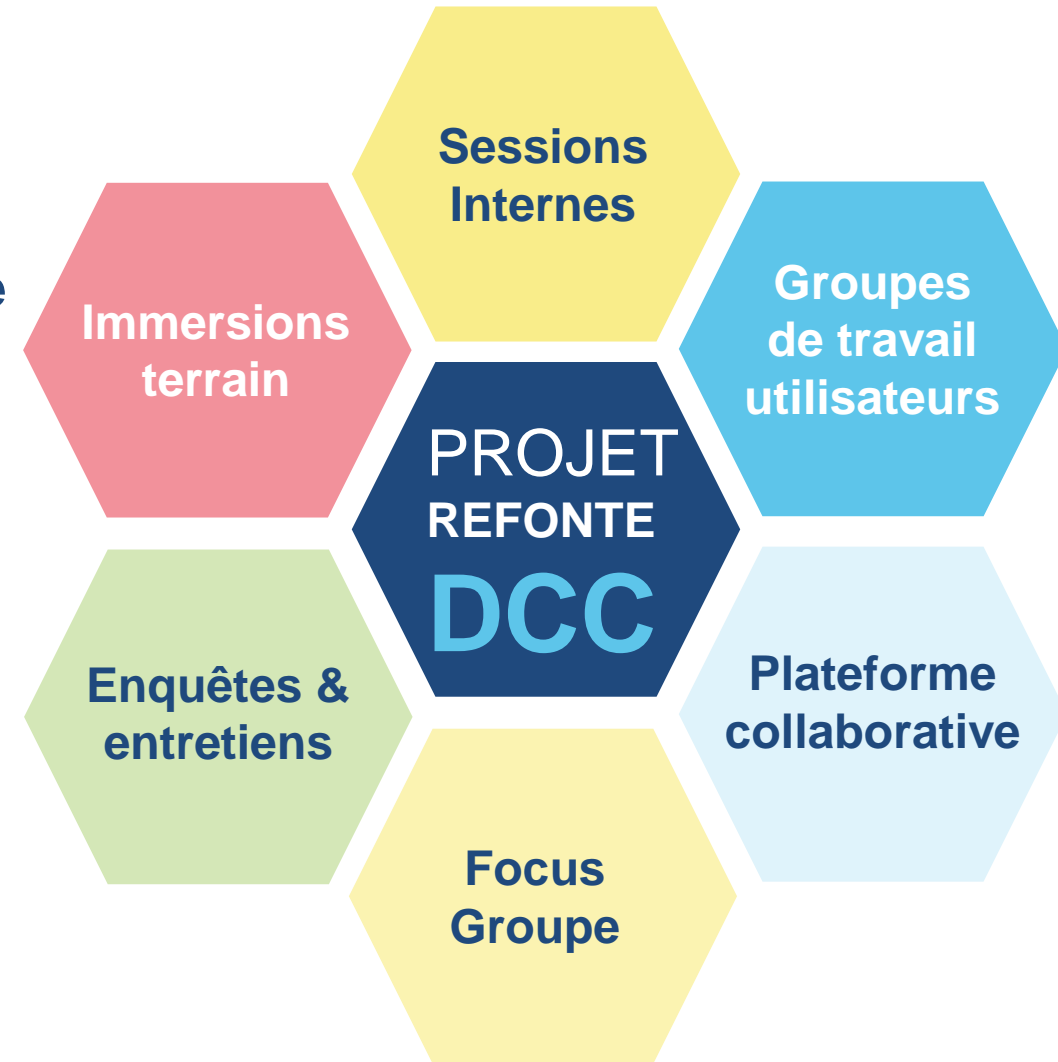 Sessions
Internes
Immersions
terrain
Groupes
de travail
utilisateurs
PROJET
REFONTE
DCC
Enquêtes &
entretiens
Plateforme
collaborative
Focus
Groupe